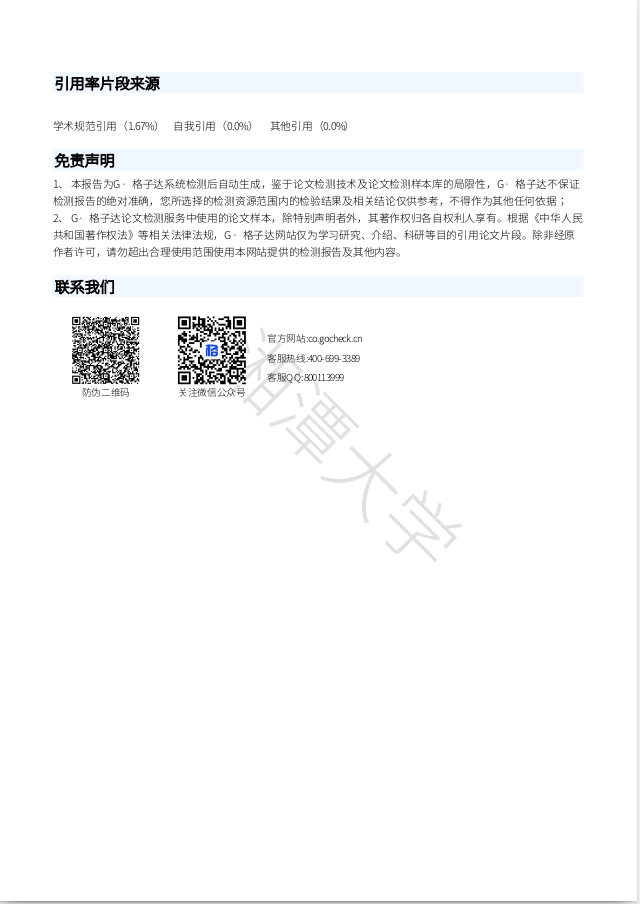 引用率片段来源
学术规范引用（1.67%） 自我引用（0.0%） 其他引用（0.0%）
免责声明
1、 本报告为G · 格子达系统检测后自动生成，鉴于论文检测技术及论文检测样本库的局限性，G · 格子达不保证
检测报告的绝对准确，您所选择的检测资源范围内的检验结果及相关结论仅供参考，不得作为其他任何依据；
2、 G · 格子达论文检测服务中使用的论文样本，除特别声明者外，其著作权归各自权利人享有。根据《中华人民
共和国著作权法》等相关法律法规，G · 格子达网站仅为学习研究、介绍、科研等目的引用论文片段。除非经原
作者许可，请勿超出合理使用范围使用本网站提供的检测报告及其他内容。
联系我们
格
官方网站:co.gocheck.cn
客服热线:400-699-3389
客服QQ:800113999
防伪二维码
关注微信公众号
湘潭大学